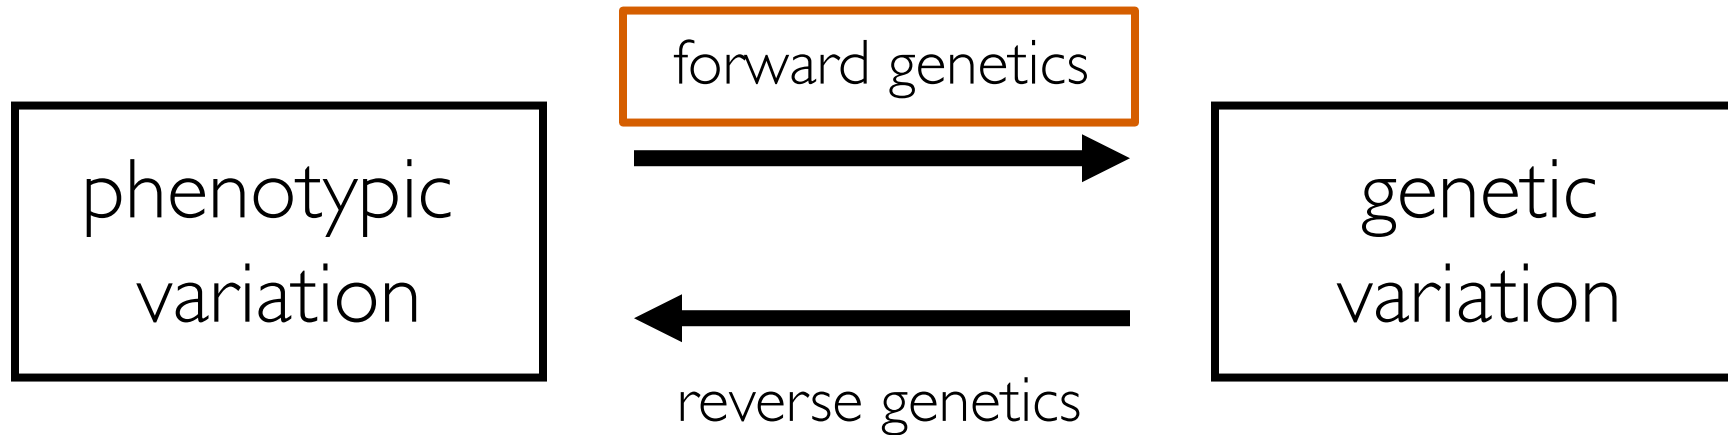 forward genetics
phenotypic
variation
genetic
variation
reverse genetics